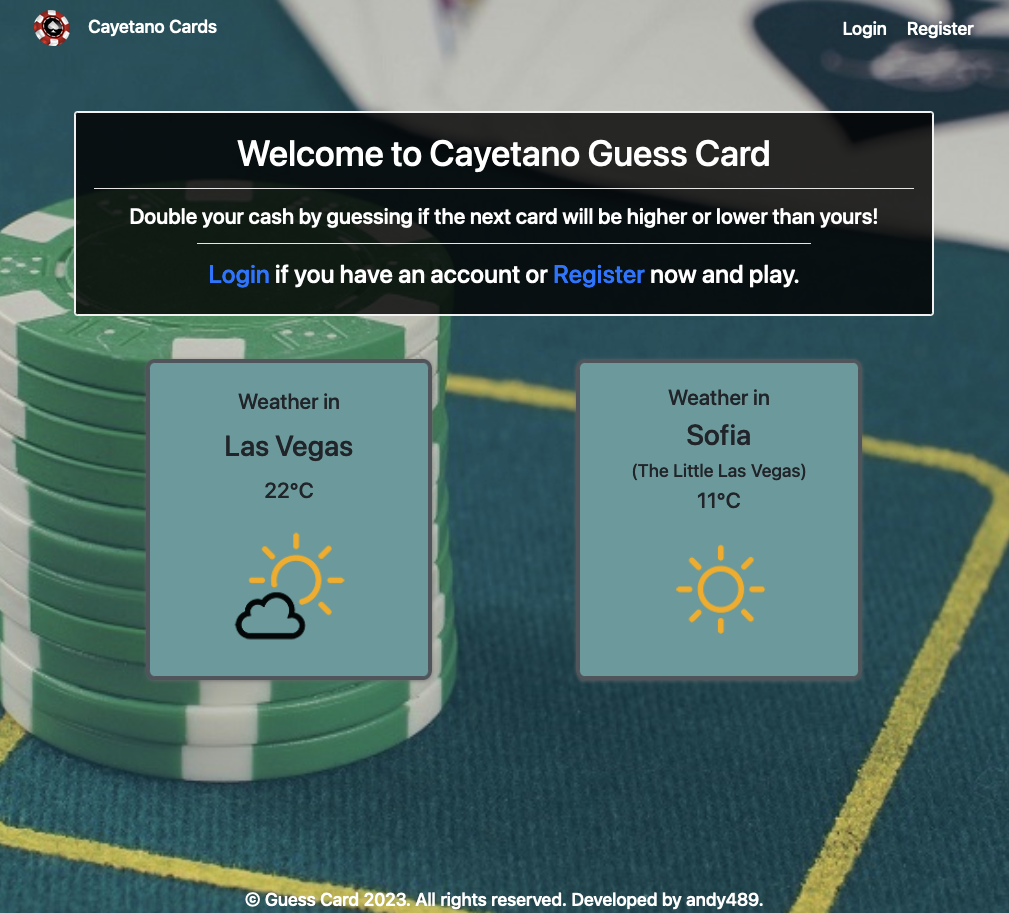 Cayetano Cards
Login Register
Welcome to Cayetano Guess Card
Double your cash by guessing if the next card will be higher or lower than yours!
Login if you have an account or Register now and play.
Weather in
Las Vegas
22°C
Weather in
Sofia
(The Little Las Vegas)
11°C
© Guess Card 2023. All rights reserved. Developed by andy489.